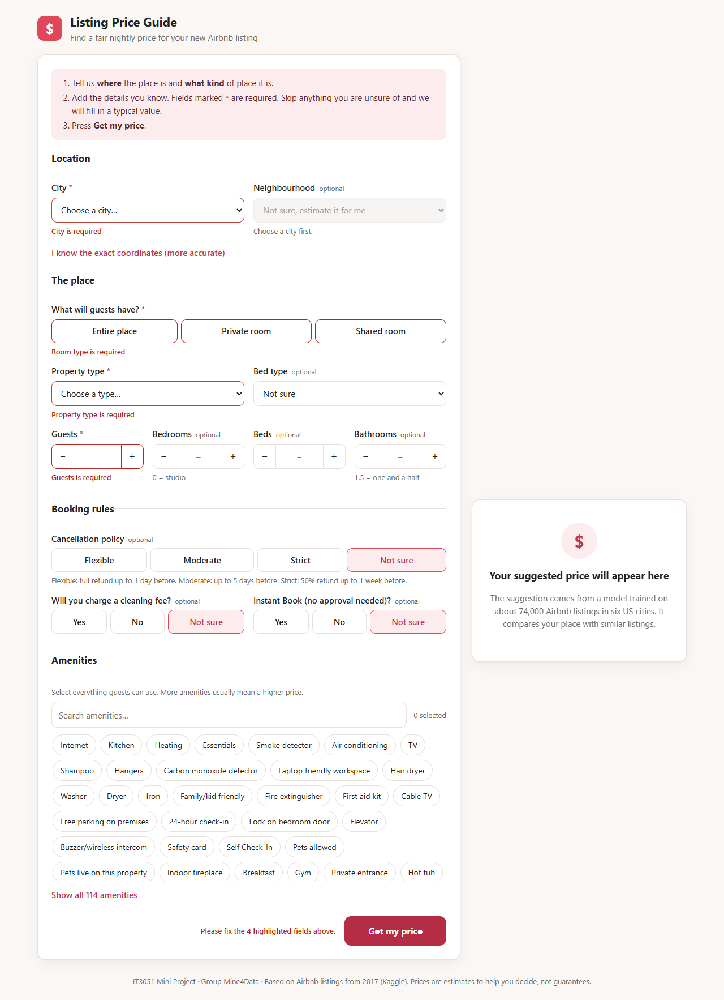 $
Listing Price Guide
Find a fair nightly price for your new Airbnb listing
1. Tell us where the place is and what kind of place it is.
2. Add the details you know. Fields marked * are required. Skip anything you are unsure of and we
will fill in a typical value.
3. Press Get my price.
Location
City *
Neighbourhood optional
Choose a city...
Not sure, estimate it for me
City is required
Choose a city first.
I know the exact coordinates (more accurate)
The place
What will guests have? *
Entire place
Private room
Shared room
Room type is required
Property type *
Bed type optional
Choose a type...
Not sure
Property type is required
Guests *
Bedrooms optional
Beds optional
Bathrooms optional
− +
− – +
− – +
− – +
Guests is required
0 = studio
1.5 = one and a half
Booking rules
Cancellation policy optional
Flexible
Moderate
Strict
Not sure
Flexible: full refund up to 1 day before. Moderate: up to 5 days before. Strict: 50% refund up to 1 week before.
Will you charge a cleaning fee? optional
Instant Book (no approval needed)? optional
Yes
No
Not sure
Yes
No
Not sure
$
Your suggested price will appear here
The suggestion comes from a model trained on
about 74,000 Airbnb listings in six US cities. It
compares your place with similar listings.
Amenities
Select everything guests can use. More amenities usually mean a higher price.
Search amenities...
0 selected
Internet
Kitchen
Heating
Essentials
Smoke detector
Air conditioning
TV
Shampoo
Hangers
Carbon monoxide detector
Laptop friendly workspace
Hair dryer
Washer
Dryer
Iron
Family/kid friendly
Fire extinguisher
First aid kit
Cable TV
Free parking on premises
24-hour check-in
Lock on bedroom door
Elevator
Buzzer/wireless intercom
Safety card
Self Check-In
Pets allowed
Pets live on this property
Indoor fireplace
Breakfast
Gym
Private entrance
Hot tub
Show all 114 amenities
Please fix the 4 highlighted fields above.
Get my price
IT3051 Mini Project · Group Mine4Data · Based on Airbnb listings from 2017 (Kaggle). Prices are estimates to help you decide, not guarantees.